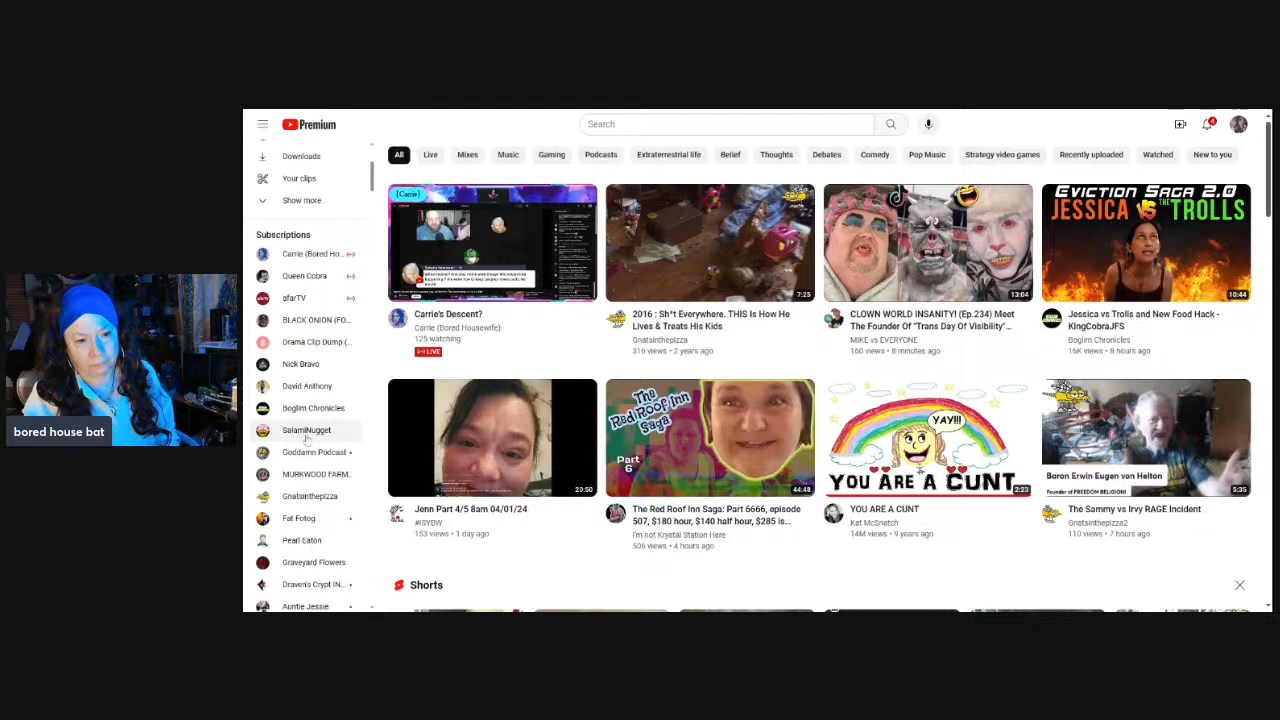 Premium
Search
4
Downloads
Your clips
Show more
Subscriptions
Carrie (Bored Ho...
Queen Cobra
afarTV
BLACK ONION (FO...
Drama Clip Dump (...
Nick Bravo
David Anthony
Boglim Chronicles
SalamiNugget
Goddamn Podcast
MURKWOOD FARM...
Gnatsinthepizza
Fat Fotog
Pearl Eaton
Graveyard Flowers
Draven's Crypt IN...
Auntie Jessie
bored house bat
All
Live
Mixes
Music
Gaming
Podcasts
Extraterrestrial life
Belief
Thoughts
Debates
Comedy
Pop Music
Strategy video games
Recently uploaded
Watched
New to you
[Carrie]
Carrie's Descent?
Carrie (Bored Housewife)
125 watching
LIVE
7:25
2016 : Sh*t Everywhere. THIS Is How He
Lives & Treats His Kids
Gnatsinthepizza
316 views • 2 years ago
13:04
CLOWN WORLD INSANITY! (Ep.234) Meet
The Founder Of "Trans Day Of Visibility"...
MIKE vs EVERYONE
160 views • 8 minutes ago
EVICTION SAGA 2.0
JESSICA VS THE TROLLS
10:44
Jessica vs Trolls and New Food Hack -
KingCobraJFS
Boglim Chronicles
16K views • 8 hours ago
20:50
Jenn Part 4/5 8am 04/01/24
#ISYBW
153 views • 1 day ago
The
Red Roof Inn
Saga
Part
6
44:48
The Red Roof Inn Saga: Part 6666, episode
507, $180 hour, $140 half hour, $285 is...
I'm not Krystal Station Here
506 views • 4 hours ago
YAY!!!
YOU ARE A CUNT
2:23
YOU ARE A CUNT
Kat McSnatch
14M views • 9 years ago
Baron Erwin Eugen von Helton
Founder of FREEDOM RELIGION!
5:35
The Sammy vs Irvy RAGE Incident
Gnatsinthepizza2
110 views • 7 hours ago
Shorts